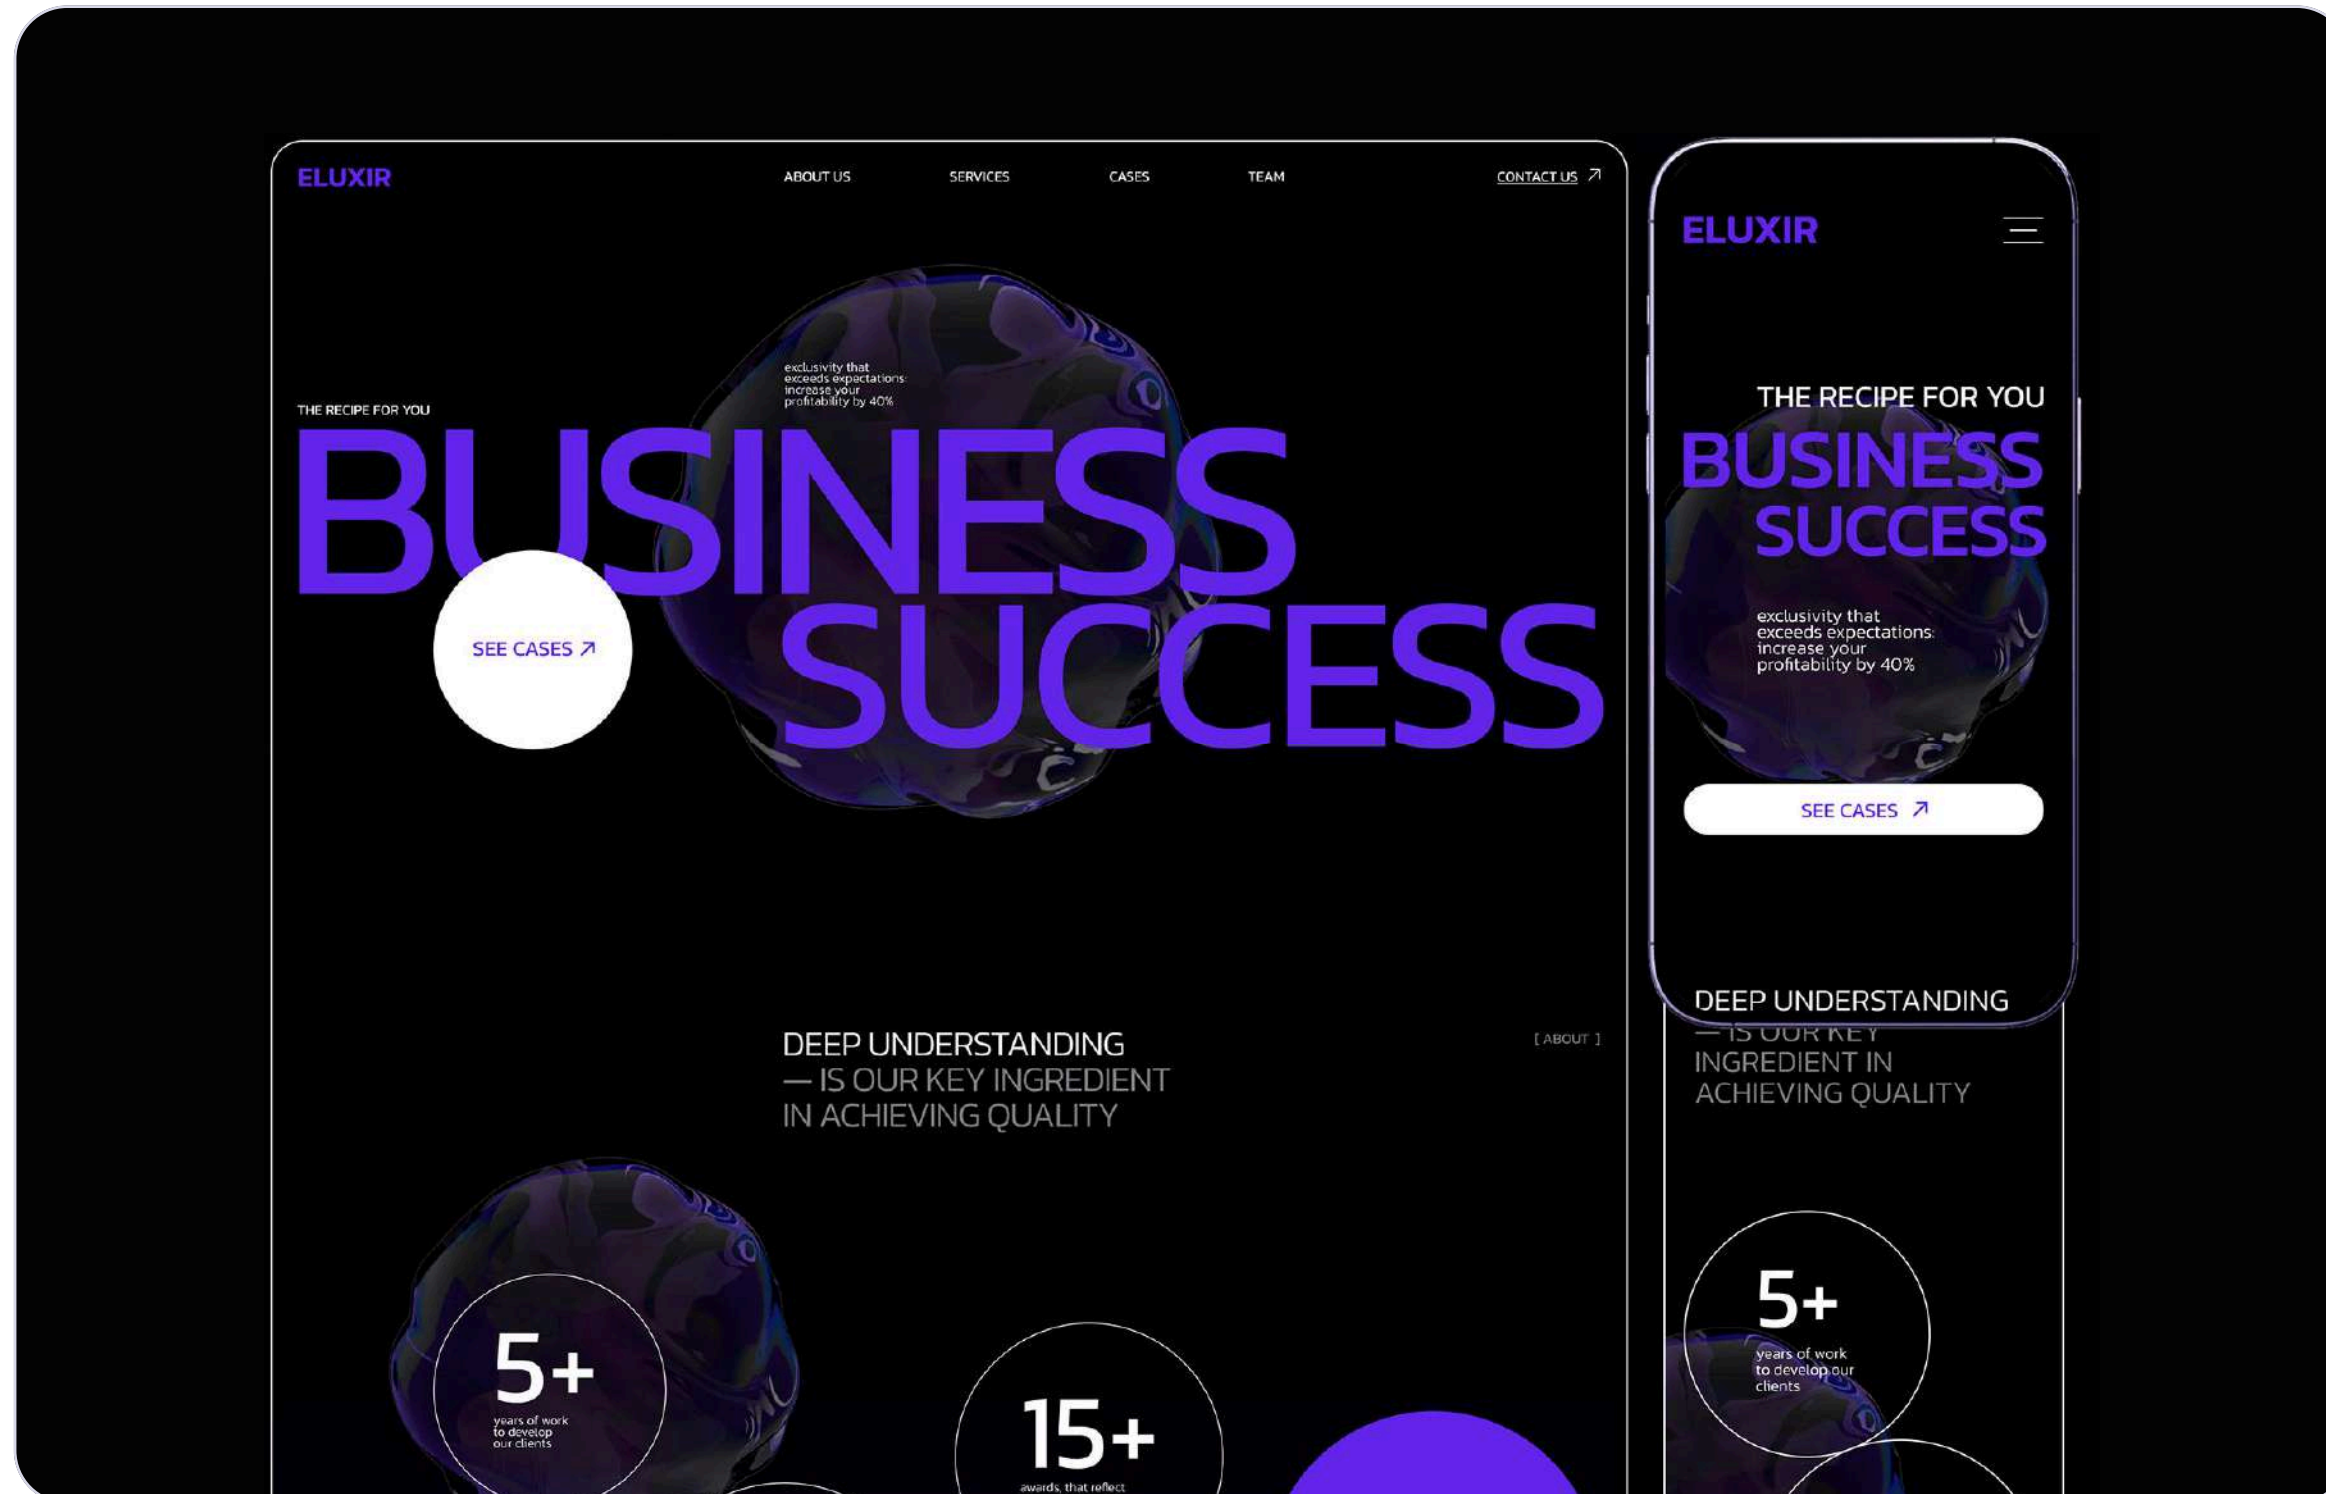 ELUXIR
ABOUT US
SERVICES
CASES
TEAM
CONTACT US
exclusivity that
exceeds expectations:
increase your
profitability by 40%
THE RECIPE FOR YOU
BUSINESS
SUCCESS
SEE CASES
DEEP UNDERSTANDING
— IS OUR KEY INGREDIENT
IN ACHIEVING QUALITY
[ ABOUT ]
5+
years of work
to develop
our clients
15+
awards, that reflect
ELUXIR
THE RECIPE FOR YOU
BUSINESS
SUCCESS
exclusivity that
exceeds expectations:
increase your
profitability by 40%
SEE CASES
DEEP UNDERSTANDING
— IS OUR KEY
INGREDIENT IN
ACHIEVING QUALITY
5+
years of work
to develop our
clients